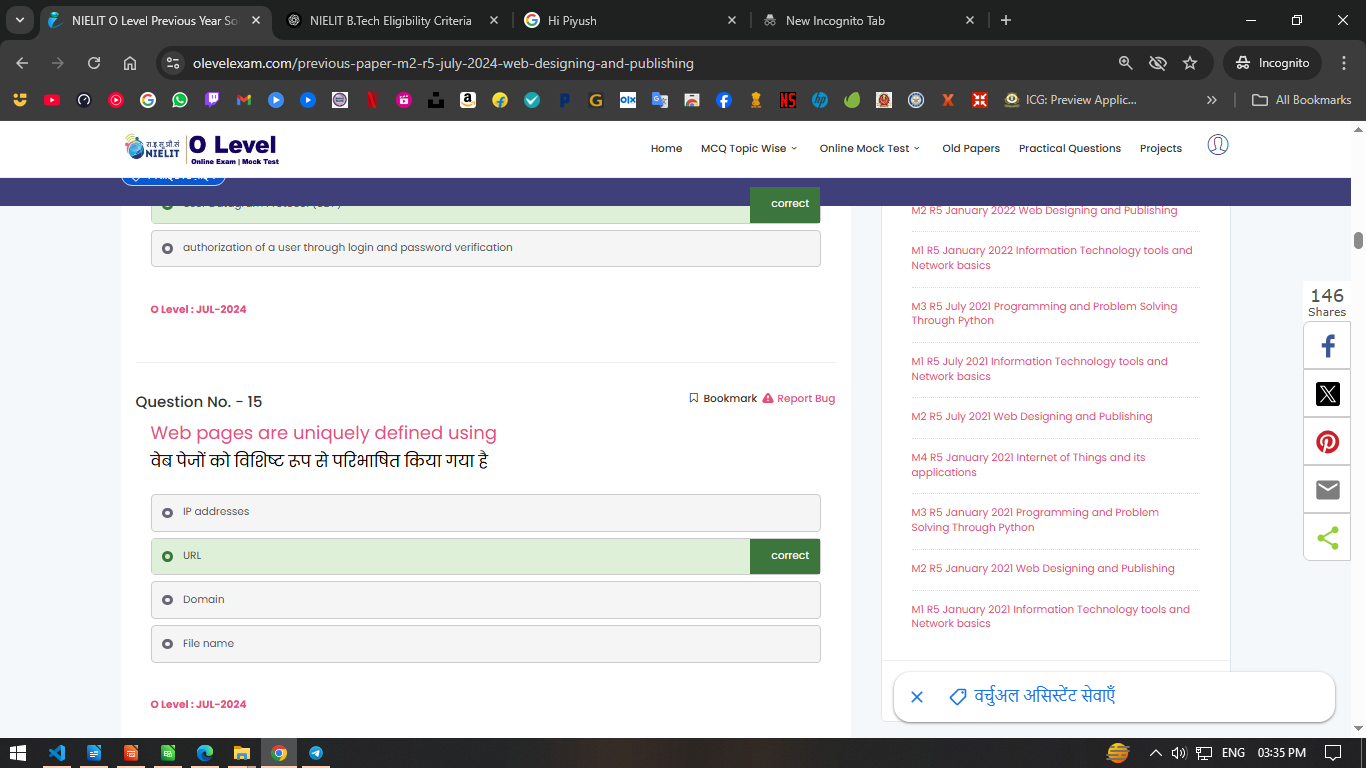 NIELIT O Level Previous Year So
NIELIT B.Tech Eligibility Criteria
Hi Piyush
New Incognito Tab
olevelexam.com/previous-paper-m2-r5-july-2024-web-designing-and-publishing
Incognito
ICG: Preview Applic...
All Bookmarks
रा.इ.सू.प्रौ.सं
NIELIT
O Level
Online Exam | Mock Test
Home
MCQ Topic Wise
Online Mock Test
Old Papers
Practical Questions
Projects
correct
authorization of a user through login and password verification
O Level : JUL-2024
Question No. - 15
Bookmark
Report Bug
Web pages are uniquely defined using
वेब पेजों को विशिष्ट रूप से परिभाषित किया गया है
IP addresses
URL
correct
Domain
File name
O Level : JUL-2024
M2 R5 January 2022 Web Designing and Publishing
M1 R5 January 2022 Information Technology tools and
Network basics
M3 R5 July 2021 Programming and Problem Solving
Through Python
M1 R5 July 2021 Information Technology tools and
Network basics
M2 R5 July 2021 Web Designing and Publishing
M4 R5 January 2021 Internet of Things and its
applications
M3 R5 January 2021 Programming and Problem
Solving Through Python
M2 R5 January 2021 Web Designing and Publishing
M1 R5 January 2021 Information Technology tools and
Network basics
146
Shares
वर्चुअल असिस्टेंट सेवाएँ
ENG
03:35 PM